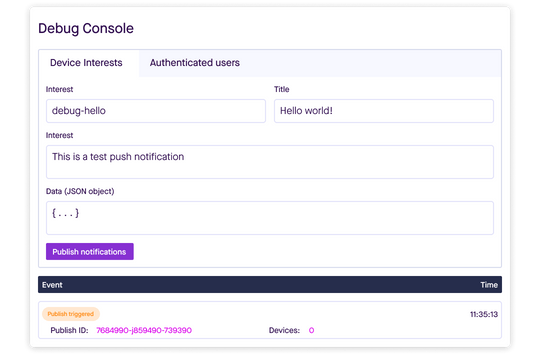 Debug Console
Device Interests Authenticated users
Interest Title
debug-hello Hello world!
Interest
This is a test push notification
Data (JSON object)
{ . . . }
Publish notifications
Event Time
Publish triggered 11:35:13
Publish ID: 7684990-j859490-739390 Devices: 0